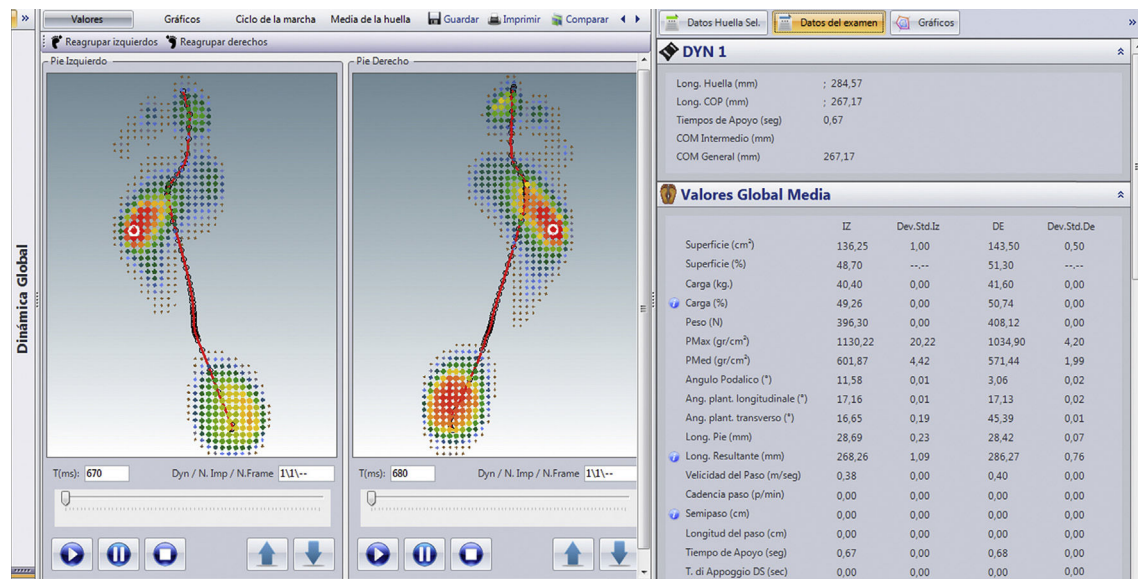 » Valores Gráficos Ciclo de la marcha Media de la huella Guardar Imprimir Comparar
Reagrupar izquierdos Reagrupar derechos
Dinámica Global
Pie Izquierdo
T(ms): 670 Dyn / N. Imp / N.Frame 1\1\--
Pie Derecho
T(ms): 680 Dyn / N. Imp / N.Frame 1\1\--
Datos Huella Sel. Datos del examen Gráficos »
DYN 1
Long. Huella (mm) ; 284,57
Long. COP (mm) ; 267,17
Tiempos de Apoyo (seg) 0,67
COM Intermedio (mm)
COM General (mm) 267,17
Valores Global Media
IZ Dev.Std.Iz DE Dev.Std.De
Superficie (cm²) 136,25 1,00 143,50 0,50
Superficie (%) 48,70 --,-- 51,30 --,--
Carga (kg.) 40,40 0,00 41,60 0,00
Carga (%) 49,26 0,00 50,74 0,00
Peso (N) 396,30 0,00 408,12 0,00
PMax (gr/cm²) 1130,22 20,22 1034,90 4,20
PMed (gr/cm²) 601,87 4,42 571,44 1,99
Angulo Podalico (°) 11,58 0,01 3,06 0,02
Ang. plant. longitudinale (°) 17,16 0,01 17,13 0,02
Ang. plant. transverso (°) 16,65 0,19 45,39 0,01
Long. Pie (mm) 28,69 0,23 28,42 0,07
Long. Resultante (mm) 268,26 1,09 286,27 0,76
Velicidad del Paso (m/seg) 0,38 0,00 0,40 0,00
Cadencia paso (p/min) 0,00 0,00 0,00 0,00
Semipaso (cm) 0,00 0,00 0,00 0,00
Longitud del paso (cm) 0,00 0,00 0,00 0,00
Tiempo de Apoyo (seg) 0,67 0,00 0,68 0,00
T. di Appoggio DS (sec) 0,00 0,00 0,00 0,00